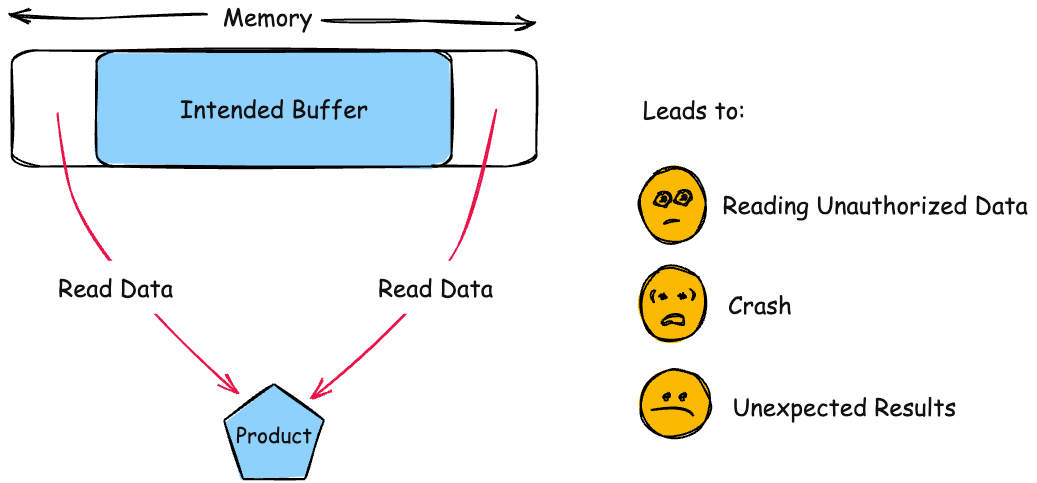 Memory
Intended Buffer
Read Data
Read Data
Product
Leads to:
Reading Unauthorized Data
Crash
Unexpected Results